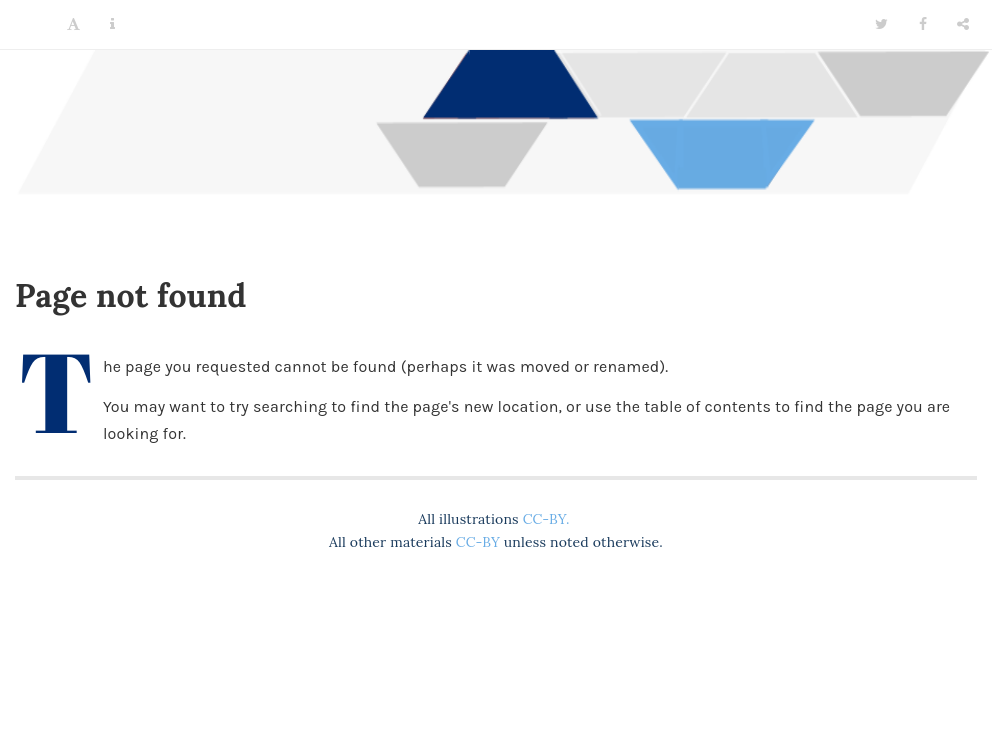 A
Page not found
The page you requested cannot be found (perhaps it was moved or renamed).
You may want to try searching to find the page's new location, or use the table of contents to find the page you are
looking for.
All illustrations CC-BY.
All other materials CC-BY unless noted otherwise.